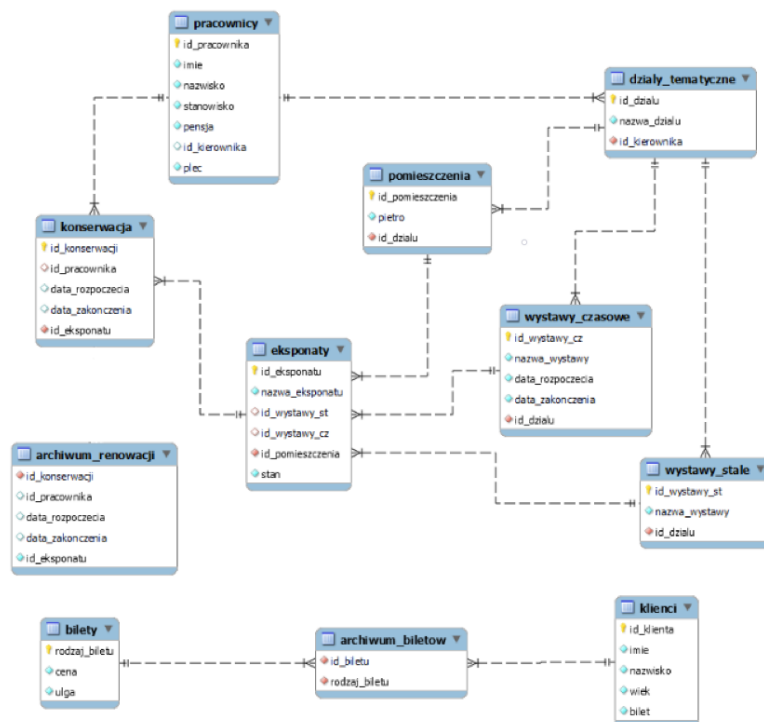 pracownicy
id_pracownika
imie
nazwisko
stanowisko
pensja
id_kierownika
plec
dzialy_tematyczne
id_dzialu
nazwa_dzialu
id_kierownika
pomieszczenia
id_pomieszczenia
pietro
id_dzialu
konserwacja
id_konserwacji
id_pracownika
data_rozpoczecia
data_zakonczenia
id_eksponatu
wystawy_czasowe
id_wystawy_cz
nazwa_wystawy
data_rozpoczecia
data_zakonczenia
id_dzialu
eksponaty
id_eksponatu
nazwa_eksponatu
id_wystawy_st
id_wystawy_cz
id_pomieszczenia
stan
archiwum_renowacji
id_konserwacji
id_pracownika
data_rozpoczecia
data_zakonczenia
id_eksponatu
wystawy_stale
id_wystawy_st
nazwa_wystawy
id_dzialu
bilety
rodzaj_biletu
cena
ulga
archiwum_biletow
id_biletu
rodzaj_biletu
klienci
id_klienta
imie
nazwisko
wiek
bilet